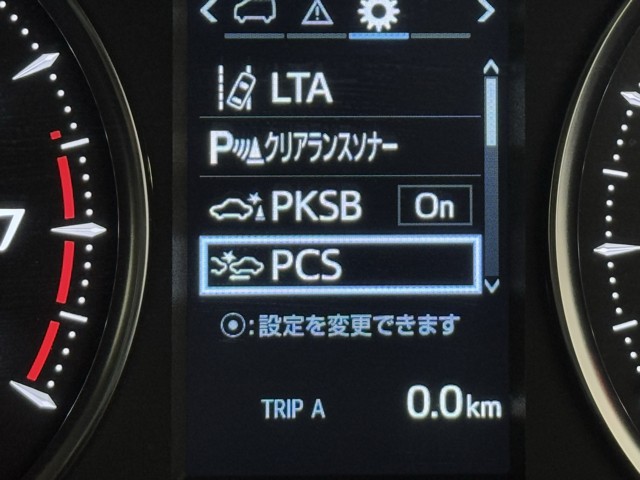 LTA
P クリアランスソナー
PKSB On
PCS
7
:設定を変更できます
TRIP A 0.0km